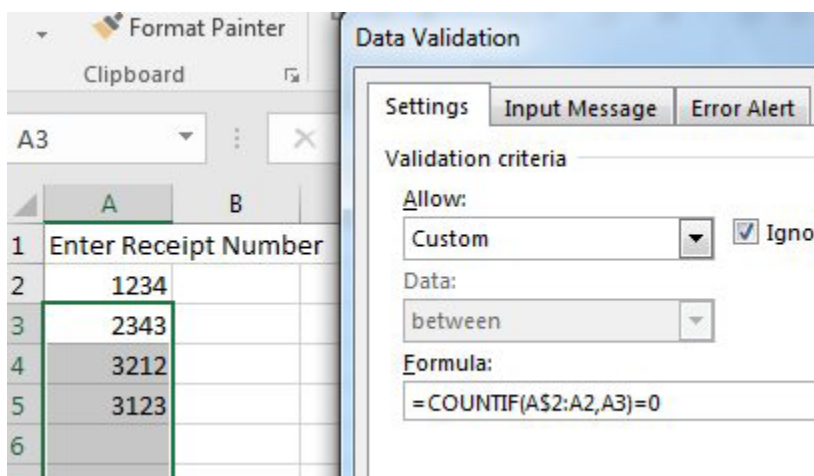 Format Painter
Clipboard
A3
A B
1 Enter Receipt Number
2 1234
3 2343
4 3212
5 3123
6
Data Validation
Settings Input Message Error Alert
Validation criteria
Allow:
Custom
Igno
Data:
between
Formula:
=COUNTIF(A$2:A2,A3)=0